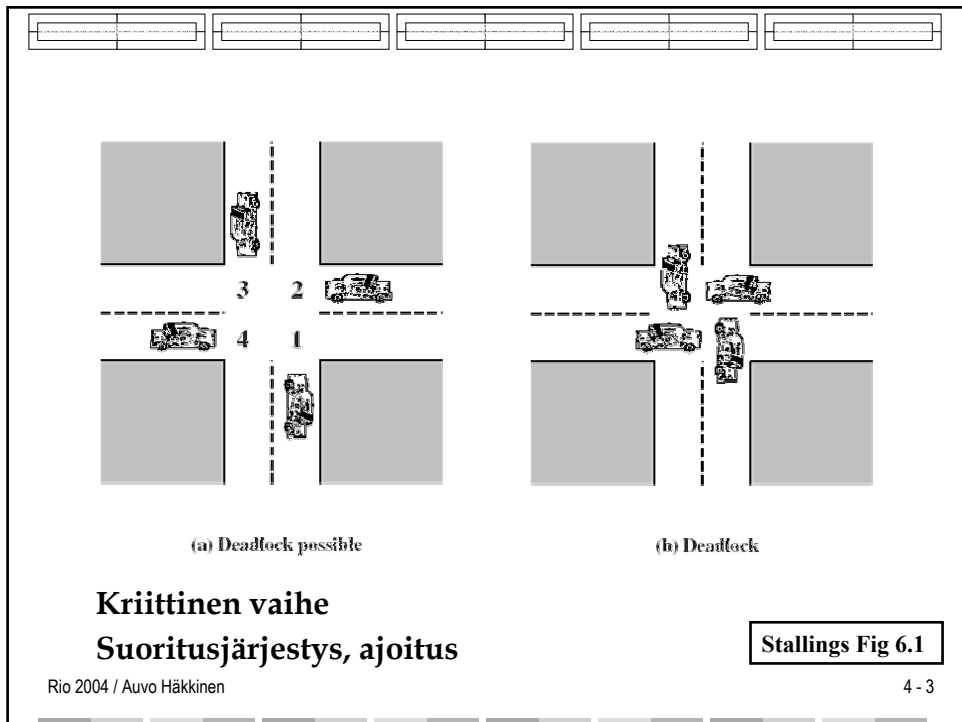 3 2
4 1
(a) Deadlock possible
(b) Deadlock
Kriittinen vaihe
Suoritusjärjestys, ajoitus
Stallings Fig 6.1
Rio 2004 / Auvo Häkkinen
4 - 3